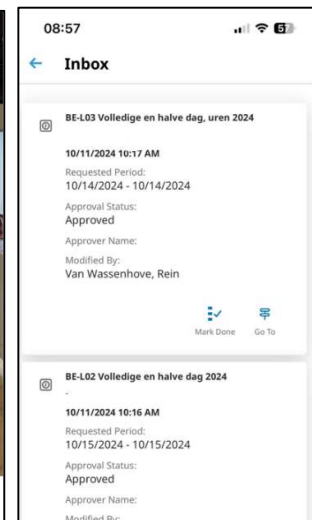 08:57
57
Inbox
BE-L03 Volledige en halve dag, uren 2024
10/11/2024 10:17 AM
Requested Period:
10/14/2024 - 10/14/2024
Approval Status:
Approved
Approver Name:
Modified By:
Van Wassenhove, Rein
Mark Done Go To
BE-L02 Volledige en halve dag 2024
-
10/11/2024 10:16 AM
Requested Period:
10/15/2024 - 10/15/2024
Approval Status:
Approved
Approver Name:
Modified By: